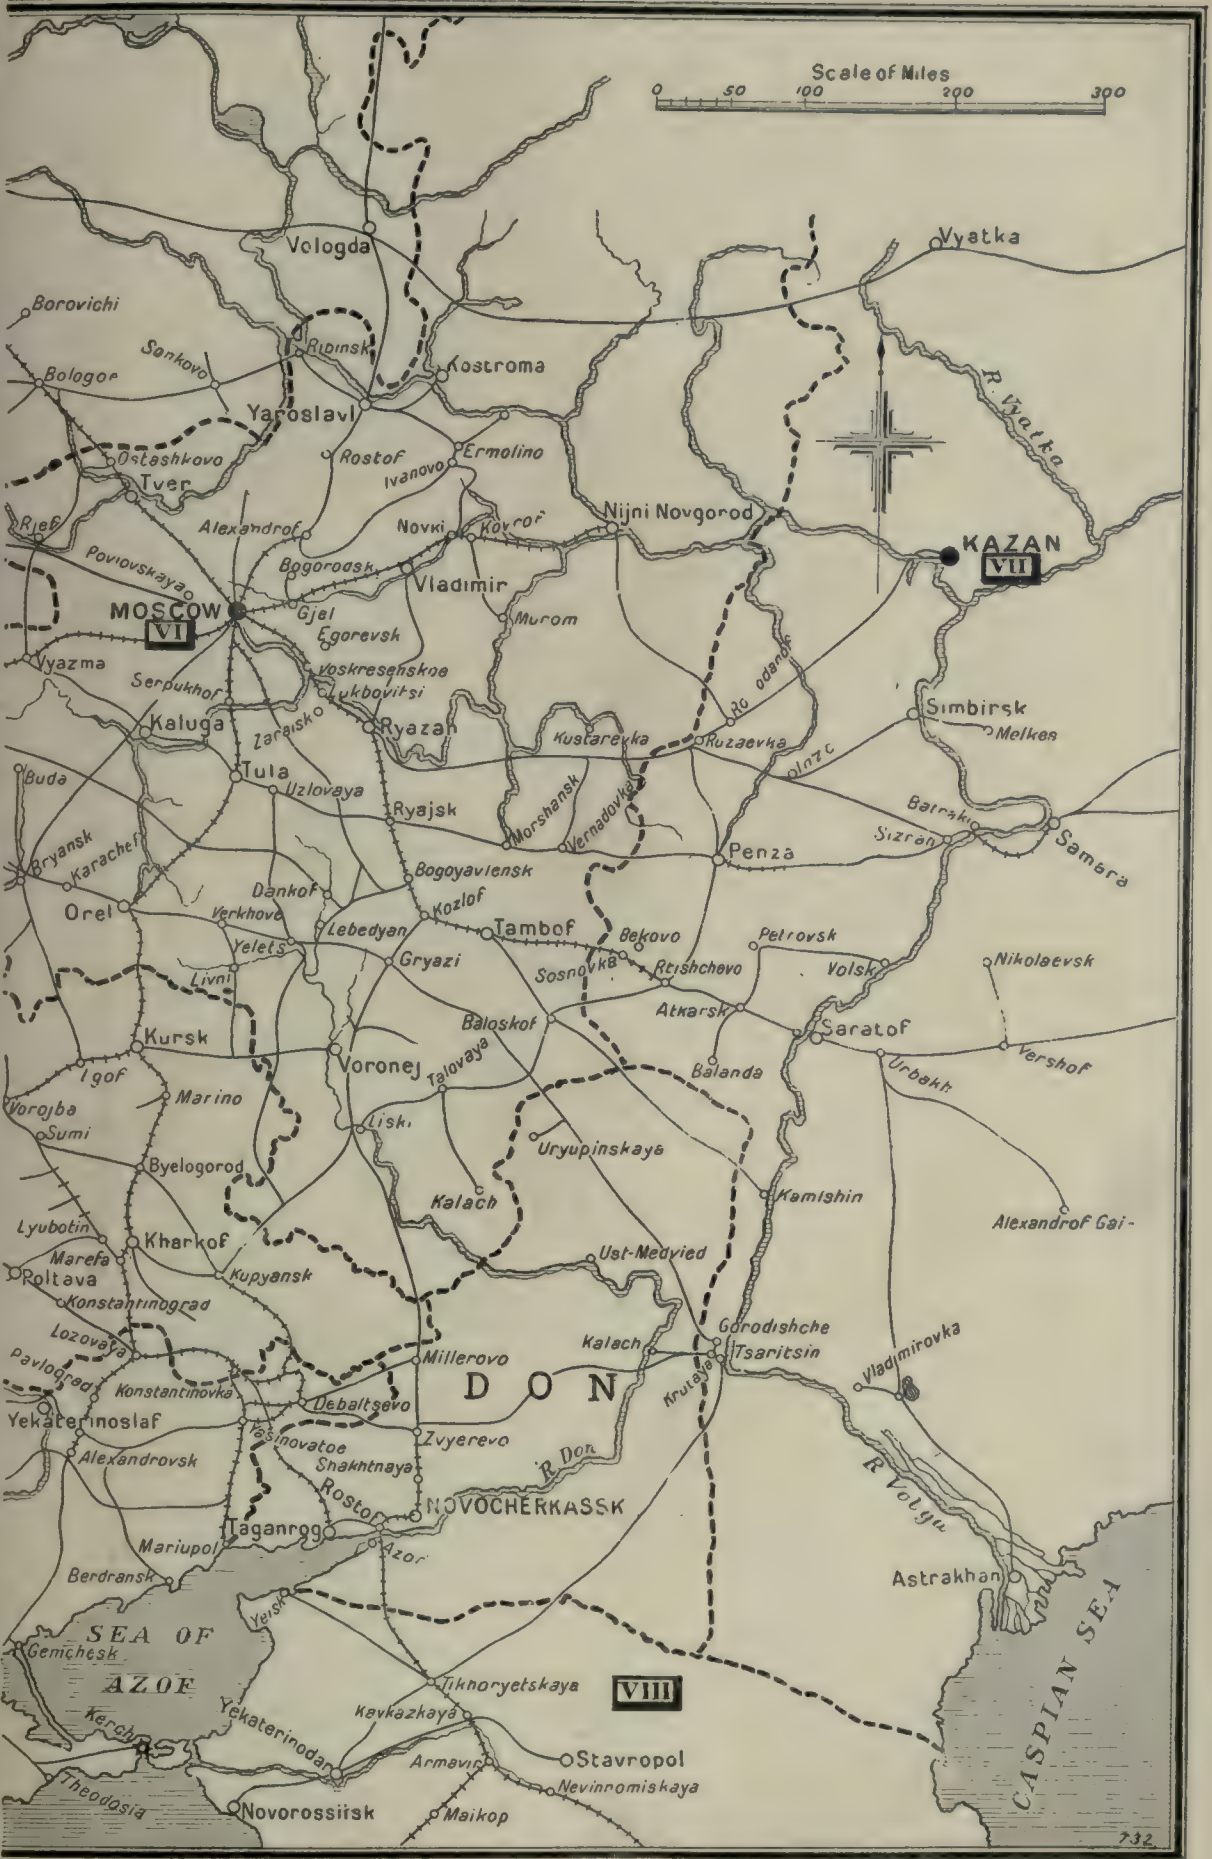 Scale of Miles
0 50 100 200 300
Vologda
Vyatka
Borovichi
Sonkovo
Ribinsk
Kostroma
Bologoe
Yaroslavl
R. Vyatka
Ostashkovo
Rostof
Ivanovo
Ermolino
Tver
Rjef
Alexandrof
Novki
Kovrof
Nijni Novgorod
KAZAN
VII
Povlovskaya
Bogorodsk
Vladimir
MOSCOW
VI
Gjel
Murom
Egorevsk
Vyazma
Voskresenskoe
Serpukhof
Lukhovitsi
Zaraisk
Kaluga
Ryazan
Kustarevka
Ruzaevka
Simbirsk
Melkes
Inza
Buda
Tula
Uzlovaya
Ryajsk
Morshansk
Vernadovka
Batraki
Sizran
Samara
Bryansk
Karachef
Penza
Dankof
Bogoyavlensk
Orel
Verkhove
Lebedyan
Kozlof
Tambof
Bekovo
Petrovsk
Yelets
Livni
Gryazi
Sosnovka
Rtishchevo
Volsk
Nikolaevsk
Atkarsk
Baloskof
Saratof
Kursk
Voronej
Talovaya
Balanda
Urbakh
Yershof
Igof
Vorojba
Marino
Sumi
Liski
Uryupinskaya
Byelogorod
Kalach
Kamishin
Alexandrof Gai-
Lyubotin
Kharkof
Marefa
Ust-Medvied
Poltava
Kupyansk
Konstantinograd
Lozovaya
Gorodishche
Kalach
Tsaritsin
Krutaya
Vladimirovka
Pavlograd
Millerovo
DON
Konstantinovka
Debaltsevo
Yekaterinoslaf
Yasinovatoe
Zvyerevo
Alexandrovsk
Shakhtnaya
R. Don
R. Volga
Rostof
NOVOCHERKASSK
Taganrog
Mariupol
Azof
Berdransk
Astrakhan
Yeisk
SEA OF
AZOF
Genichesk
CASPIAN SEA
Tikhoryetskaya
VIII
Kerch
Yekaterinodar
Kavkazkaya
Armavir
Stavropol
Nevinnomiskaya
Theodosia
Novorossiisk
Maikop
732